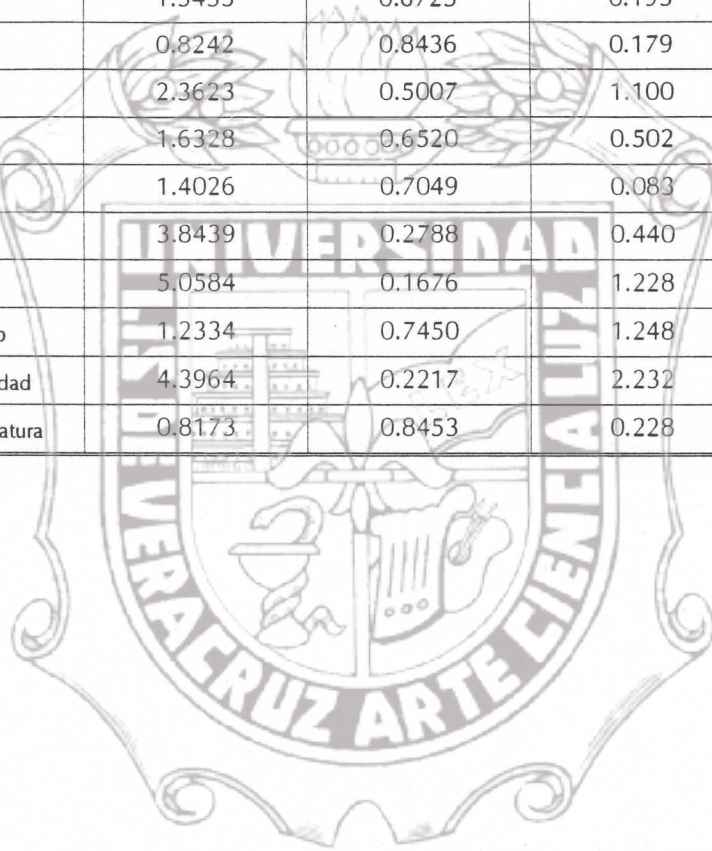 0.8242 0.8436 0.179
2.3623 0.5007 1.100
1.6328 0.6520 0.502
1.4026 0.7049 0.083
3.8439 0.2788 0.440
5.0584 0.1676 1.228
1.2334 0.7450 1.248
dad 4.3964 0.2217 2.232
atura 0.8173 0.8453 0.228
UNIVERSIDAD
VERACRUZ ARTE CIENCIA LUZ